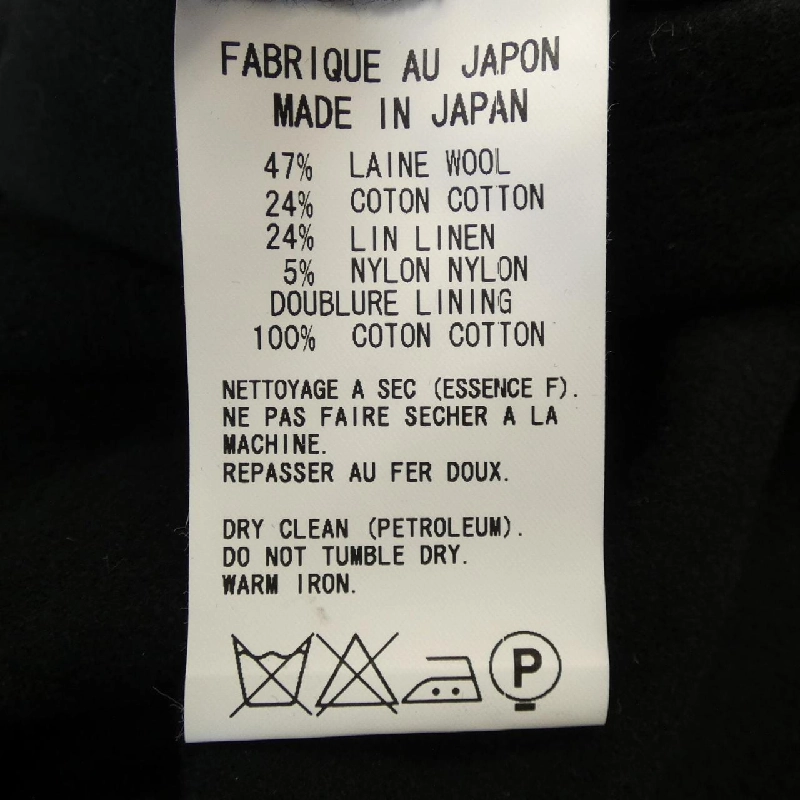 FABRIQUE AU JAPON
MADE IN JAPAN
47% LAINE WOOL
24% COTON COTTON
24% LIN LINEN
5% NYLON NYLON
DOUBLURE LINING
100% COTON COTTON
NETTOYAGE A SEC (ESSENCE F).
NE PAS FAIRE SECHER A LA
MACHINE.
REPASSER AU FER DOUX.
DRY CLEAN (PETROLEUM).
DO NOT TUMBLE DRY.
WARM IRON.
P